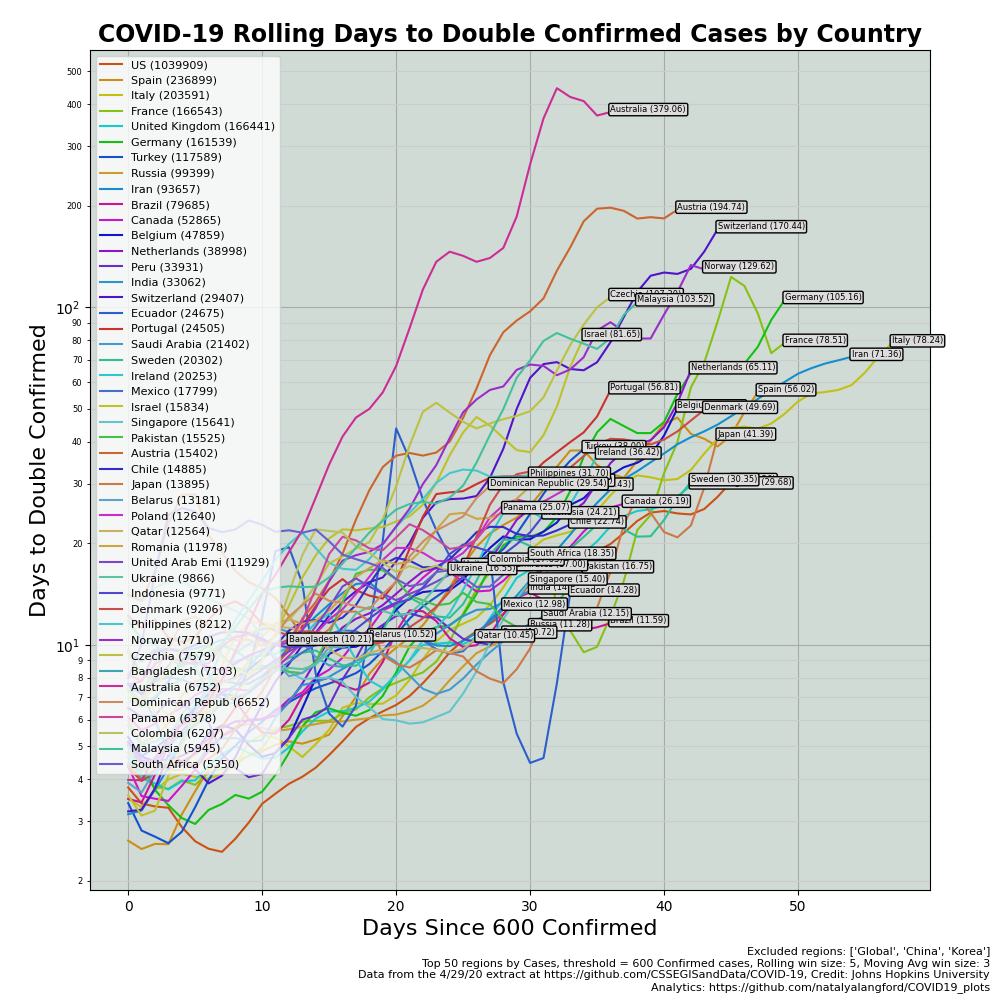 COVID-19 Rolling Days to Double Confirmed Cases by Country
US (1039909)
Spain (236899)
Italy (203591)
France (166543)
United Kingdom (166441)
Germany (161539)
Turkey (117589)
Russia (99399)
Iran (93657)
Brazil (79685)
Canada (52865)
Belgium (47859)
Netherlands (38998)
Peru (33931)
India (33062)
Switzerland (29407)
Ecuador (24675)
Portugal (24505)
Saudi Arabia (21402)
Sweden (20302)
Ireland (20253)
Mexico (17799)
Israel (15834)
Singapore (15641)
Pakistan (15525)
Austria (15402)
Chile (14885)
Japan (13895)
Belarus (13181)
Poland (12640)
Qatar (12564)
Romania (11978)
United Arab Emi (11929)
Ukraine (9866)
Indonesia (9771)
Denmark (9206)
Philippines (8212)
Norway (7710)
Czechia (7579)
Bangladesh (7103)
Australia (6752)
Dominican Repub (6652)
Panama (6378)
Colombia (6207)
Malaysia (5945)
South Africa (5350)
Days to Double Confirmed
500
400
300
200
10²
90
80
70
60
50
40
30
20
10¹
9
8
7
6
5
4
3
2
Australia (379.06)
Austria (194.74)
Switzerland (170.44)
Norway (129.62)
Malaysia (103.52)
Germany (105.16)
Israel (81.65)
France (78.51)
Italy (78.24)
Iran (71.36)
Netherlands (65.11)
Portugal (56.81)
Spain (56.02)
Denmark (49.69)
Japan (41.39)
Ireland (36.42)
Philippines (31.70)
Dominican Republic (29.54)
Sweden (30.35)
(29.68)
Canada (26.19)
Panama (25.07)
(24.21)
Chile (22.74)
South Africa (18.35)
Ukraine (16.55)
(16.75)
Singapore (15.40)
Ecuador (14.28)
Mexico (12.98)
Saudi Arabia (12.15)
(11.59)
Russia (11.28)
Qatar (10.45)
(10.52)
Bangladesh (10.21)
0
10
20
30
40
50
Days Since 600 Confirmed
Excluded regions: ['Global', 'China', 'Korea']
Top 50 regions by Cases, threshold = 600 Confirmed cases, Rolling win size: 5, Moving Avg win size: 3
Data from the 4/29/20 extract at https://github.com/CSSEGISandData/COVID-19, Credit: Johns Hopkins University
Analytics: https://github.com/natalyalangford/COVID19_plots